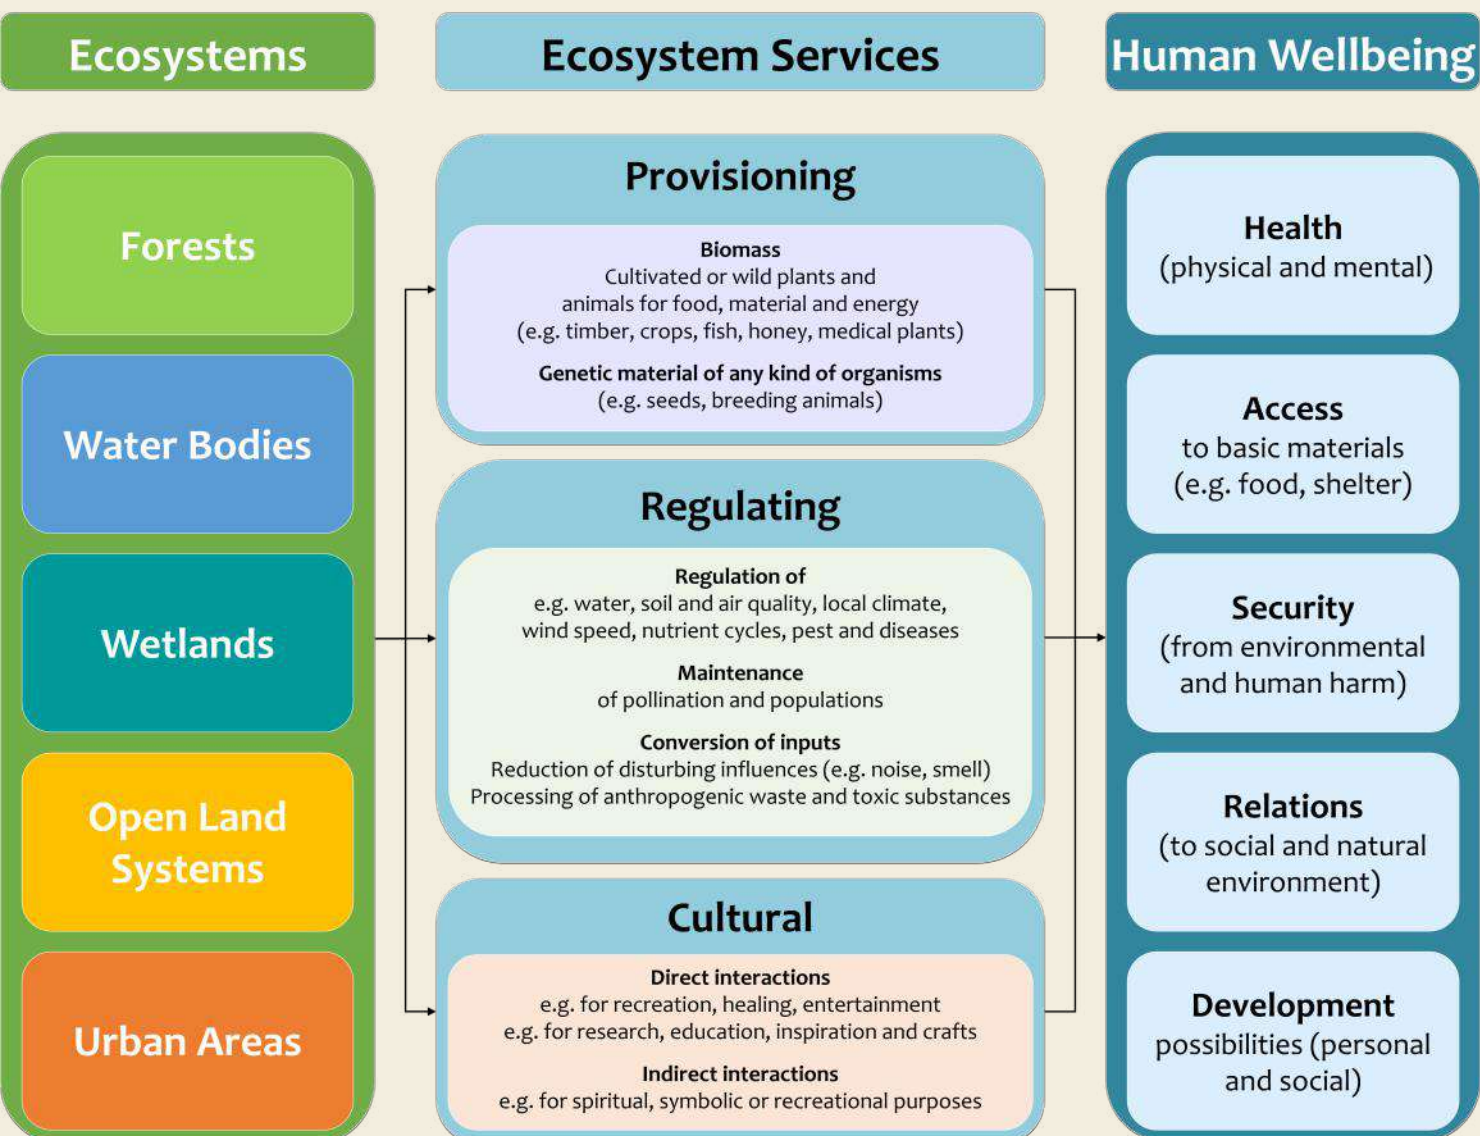 Ecosystems
Ecosystem Services
Human Wellbeing
Forests
Water Bodies
Wetlands
Open Land
Systems
Urban Areas
Provisioning
Biomass
Cultivated or wild plants and
animals for food, material and energy
(e.g. timber, crops, fish, honey, medical plants)
Genetic material of any kind of organisms
(e.g. seeds, breeding animals)
Regulating
Regulation of
e.g. water, soil and air quality, local climate,
wind speed, nutrient cycles, pest and diseases
Maintenance
of pollination and populations
Conversion of inputs
Reduction of disturbing influences (e.g. noise, smell)
Processing of anthropogenic waste and toxic substances
Cultural
Direct interactions
e.g. for recreation, healing, entertainment
e.g. for research, education, inspiration and crafts
Indirect interactions
e.g. for spiritual, symbolic or recreational purposes
Health
(physical and mental)
Access
to basic materials
(e.g. food, shelter)
Security
(from environmental
and human harm)
Relations
(to social and natural
environment)
Development
possibilities (personal
and social)